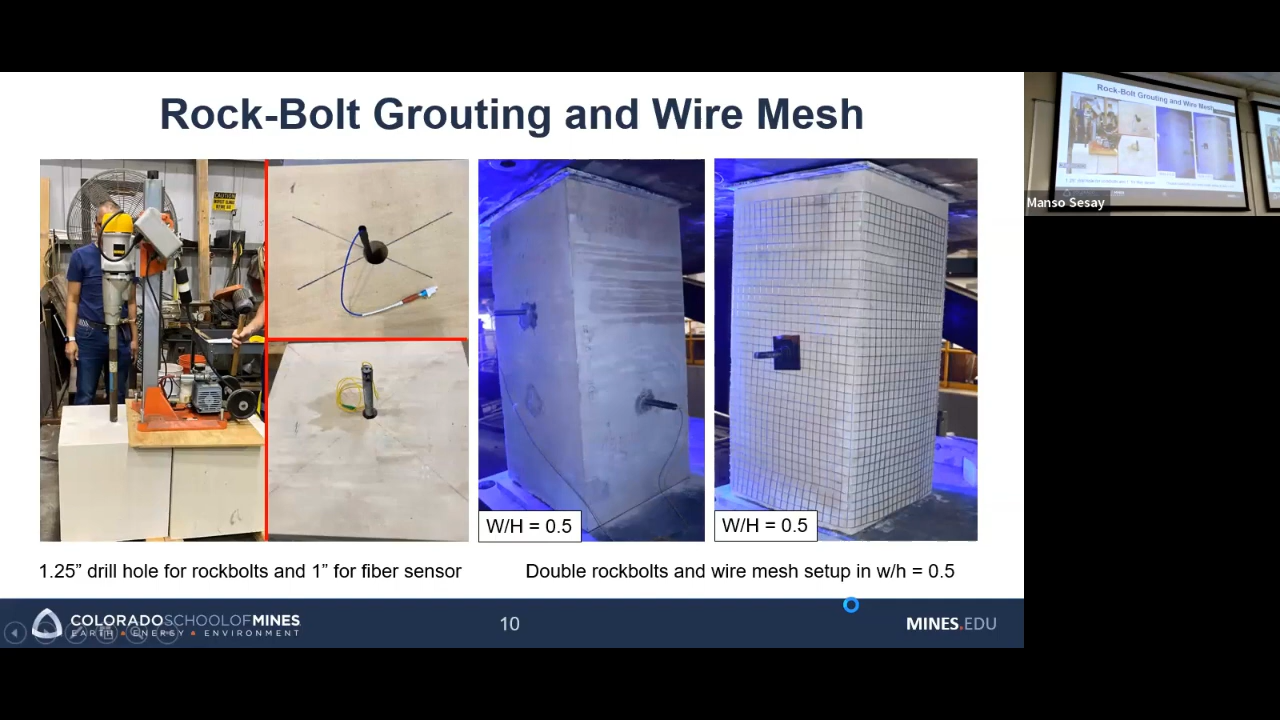 Rock-Bolt Grouting and Wire Mesh
W/H = 0.5
W/H = 0.5
1.25” drill hole for rockbolts and 1” for fiber sensor
Double rockbolts and wire mesh setup in w/h = 0.5
COLORADOSCHOOLOFMINES
EARTH • ENERGY • ENVIRONMENT
10
MINES.EDU
Rock-Bolt Grouting and Wire Mesh
Manso Sesay